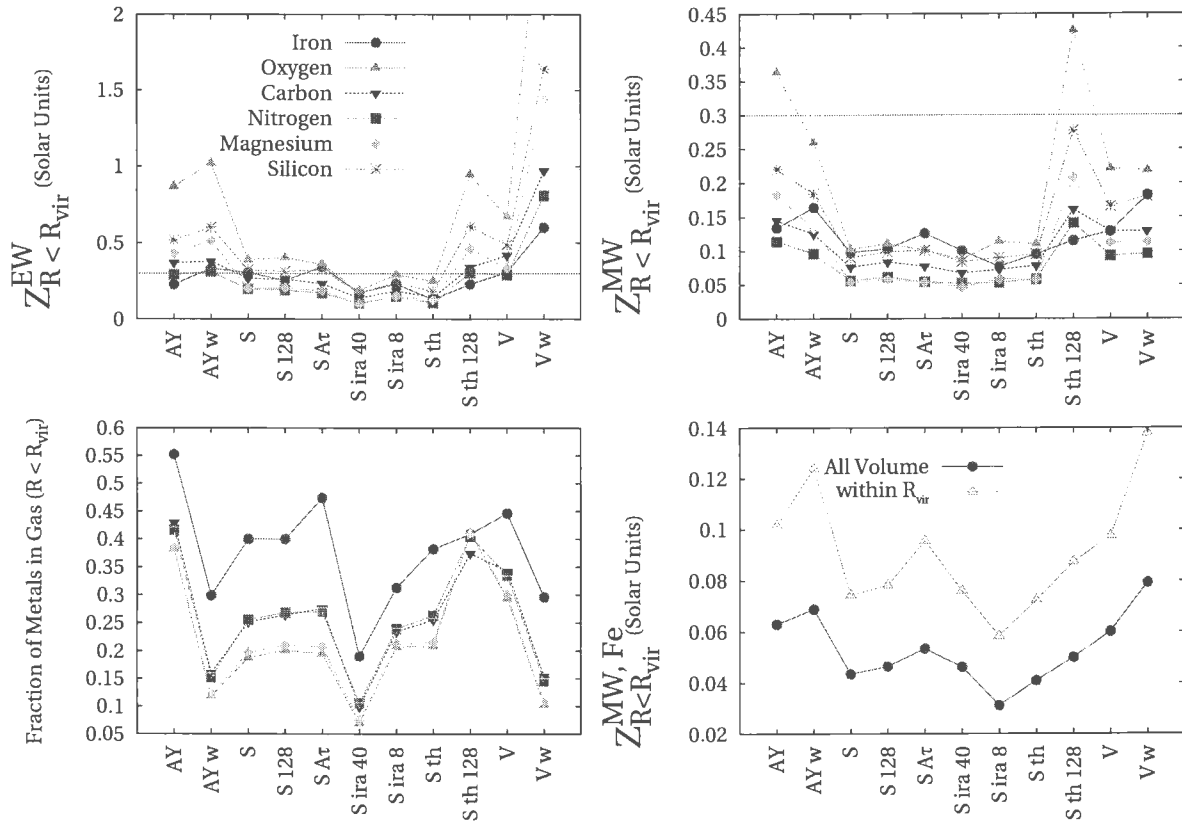 2
1.5
1
0.5
0
Z^EW_R < R_vir (Solar Units)
Iron
Oxygen
Carbon
Nitrogen
Magnesium
Silicon
AY
AY w
S
S 128
S Aτ
S ira 40
S ira 8
S th
S th 128
V
V w
0.45
0.4
0.35
0.3
0.25
0.2
0.15
0.1
0.05
0
Z^MW_R < R_vir (Solar Units)
AY
AY w
S
S 128
S Aτ
S ira 40
S ira 8
S th
S th 128
V
V w
0.6
0.55
0.5
0.45
0.4
0.35
0.3
0.25
0.2
0.15
0.1
0.05
Fraction of Metals in Gas (R < R_vir)
AY
AY w
S
S 128
S Aτ
S ira 40
S ira 8
S th
S th 128
V
V w
0.14
0.12
0.1
0.08
0.06
0.04
0.02
Z^MW, Fe_R<R_vir (Solar Units)
All Volume
within R_vir
AY
AY w
S
S 128
S Aτ
S ira 40
S ira 8
S th
S th 128
V
V w